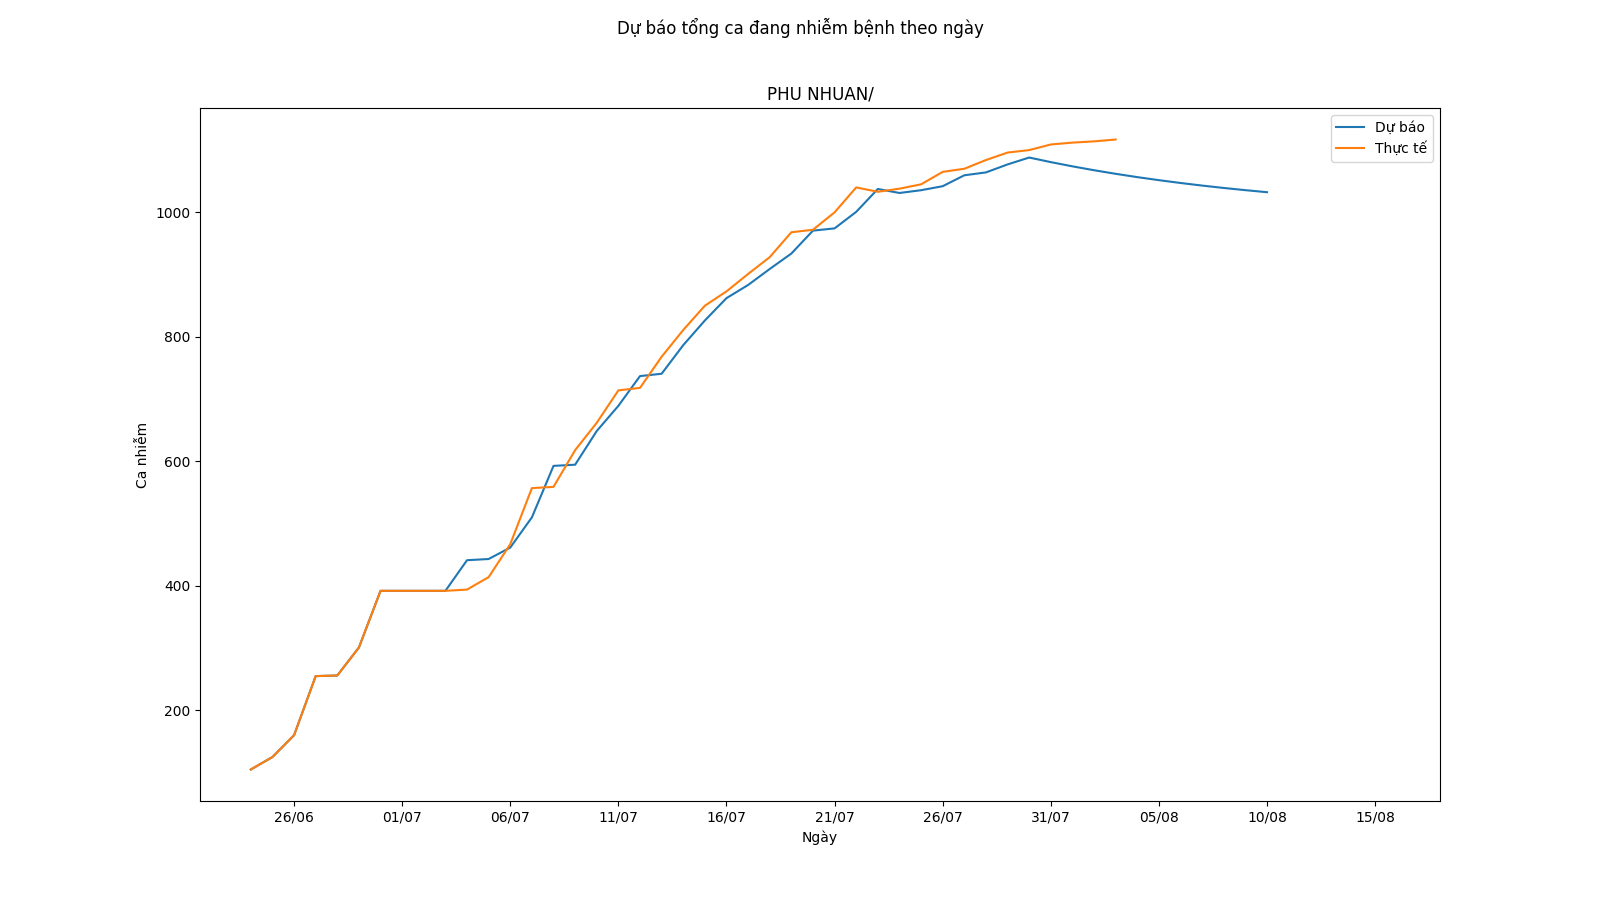 Dự báo tổng ca đang nhiễm bệnh theo ngày
PHU NHUAN/
Dự báo
Thực tế
1000
800
600
400
200
Ca nhiễm
26/06 01/07 06/07 11/07 16/07 21/07 26/07 31/07 05/08 10/08 15/08
Ngày